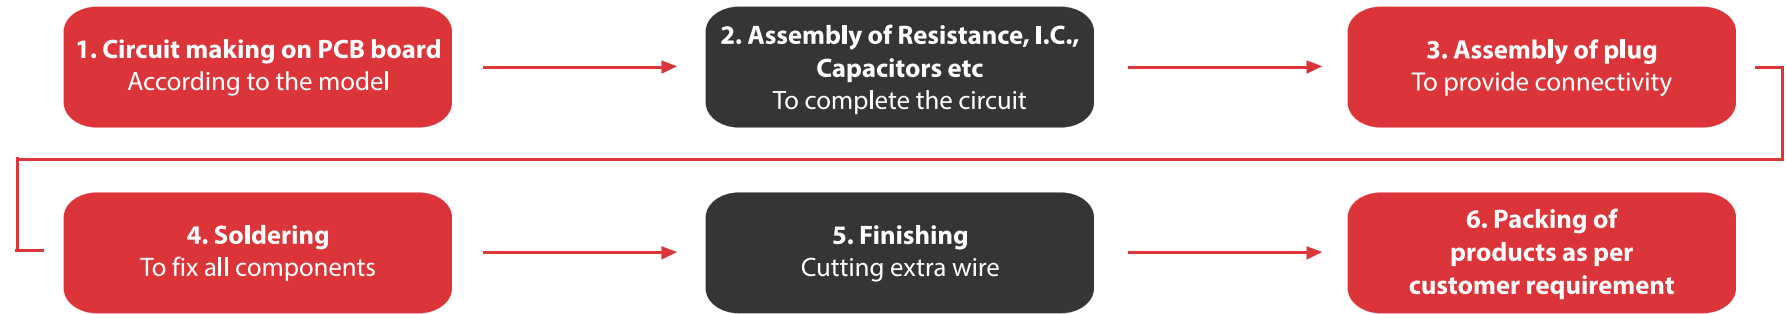 1. Circuit making on PCB board
According to the model
2. Assembly of Resistance, I.C.,
Capacitors etc
To complete the circuit
3. Assembly of plug
To provide connectivity
4. Soldering
To fix all components
5. Finishing
Cutting extra wire
6. Packing of
products as per
customer requirement